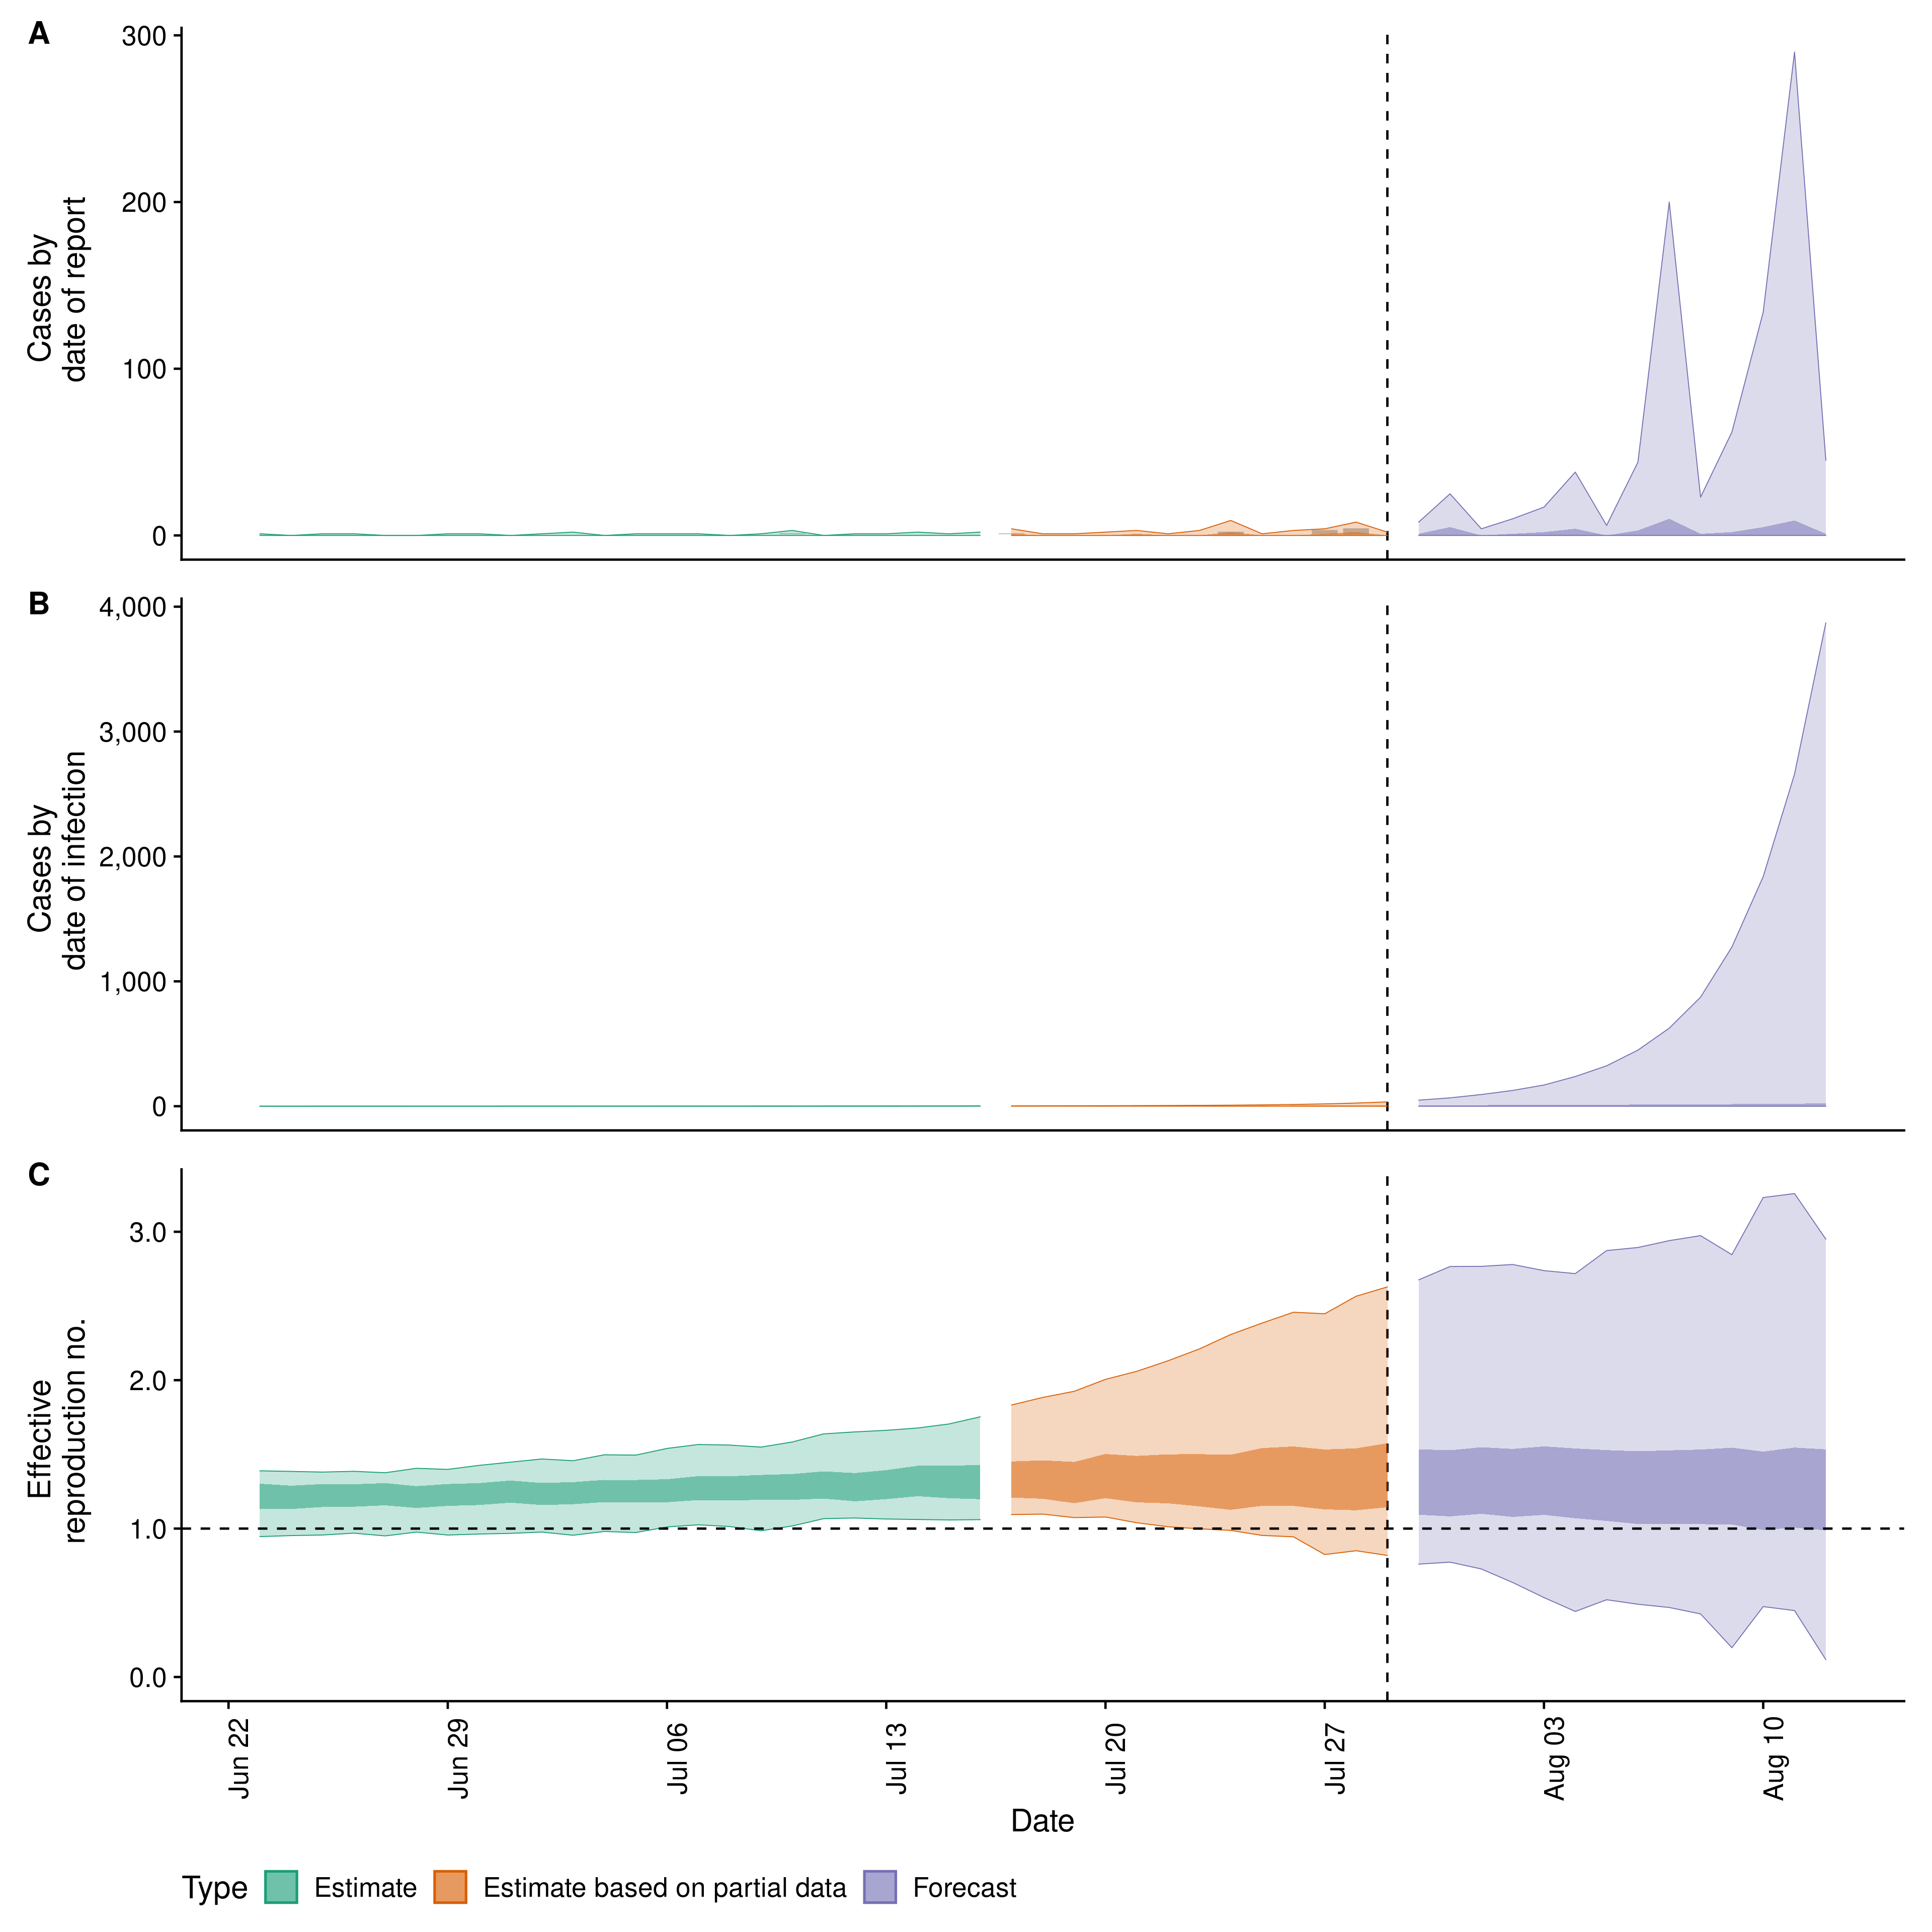 A
300
200
100
0
Cases by
date of report
B
4,000
3,000
2,000
1,000
0
Cases by
date of infection
C
3.0
2.0
1.0
0.0
Effective
reproduction no.
Jun 22
Jun 29
Jul 06
Jul 13
Jul 20
Jul 27
Aug 03
Aug 10
Date
Type Estimate Estimate based on partial data Forecast